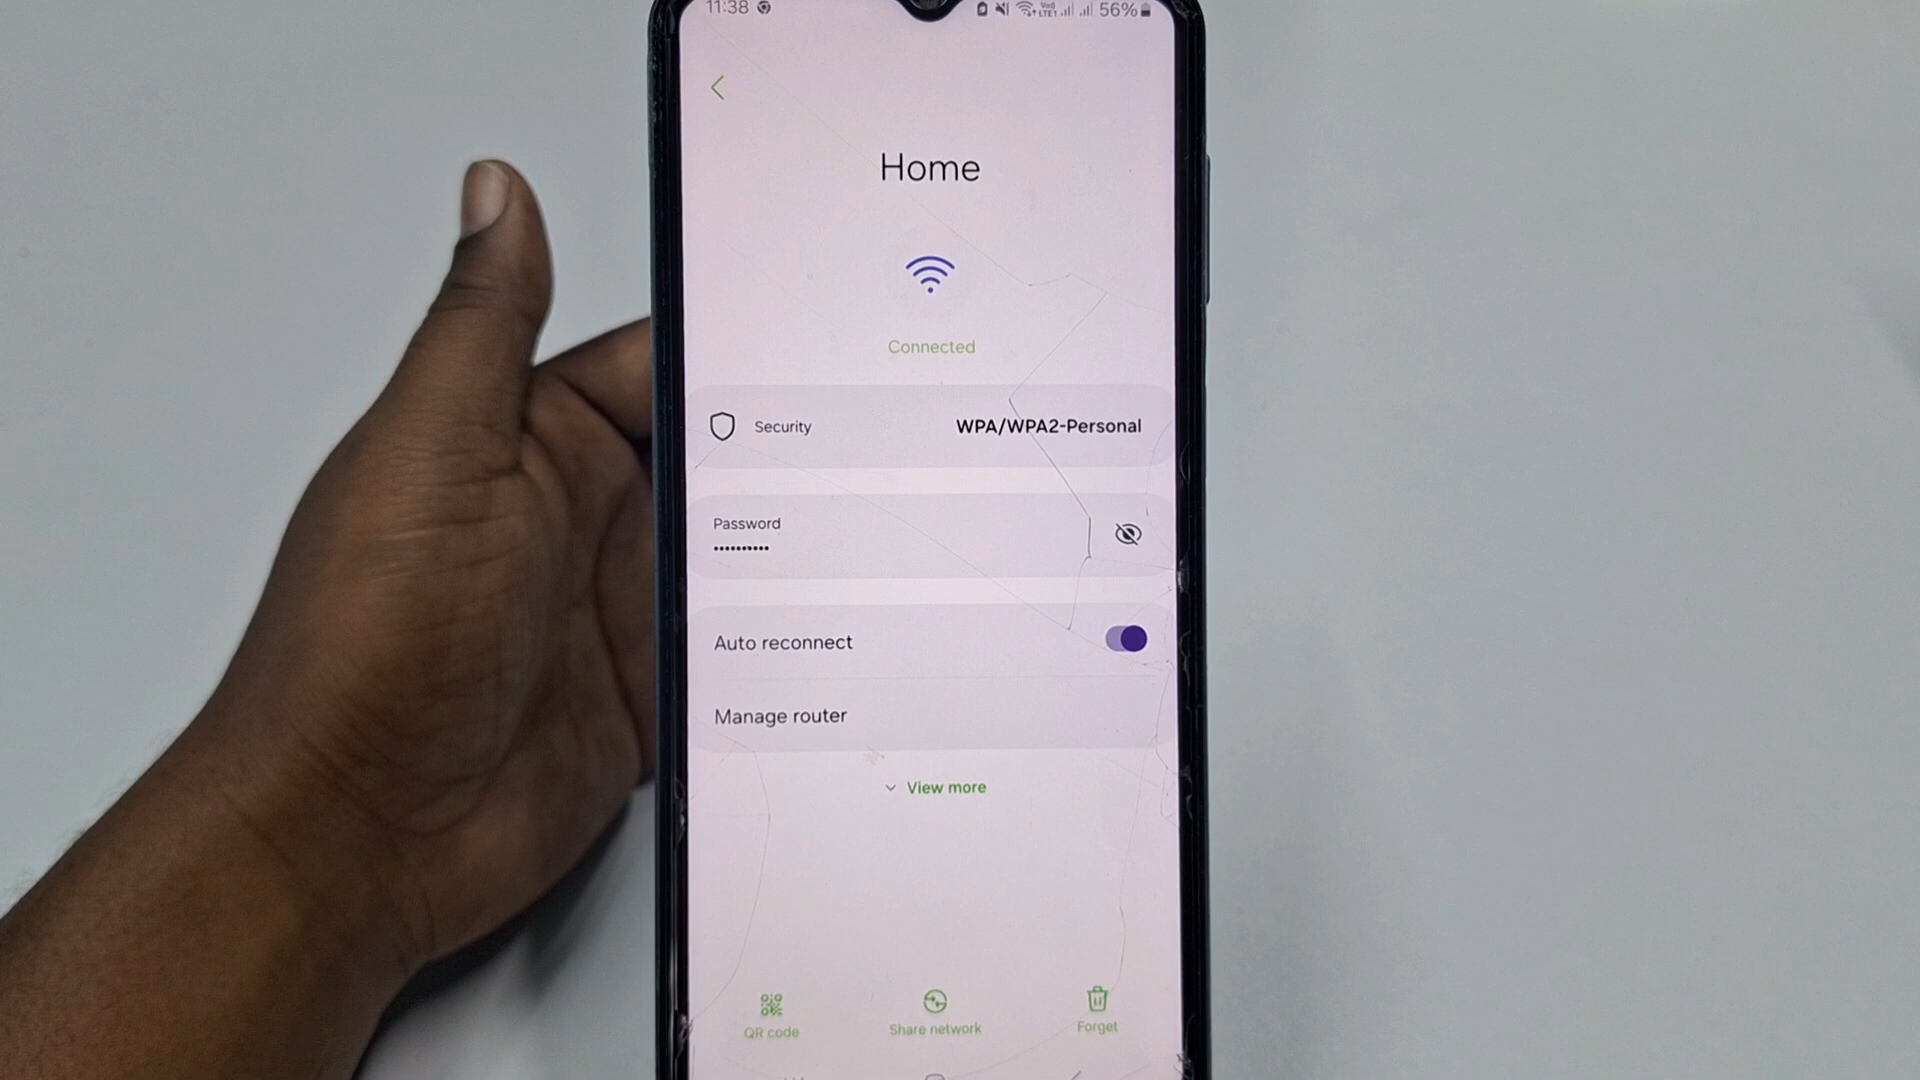 11:38 56%
Home
Connected
Security WPA/WPA2-Personal
Password
••••••••••
Auto reconnect
Manage router
View more
QR code Share network Forget